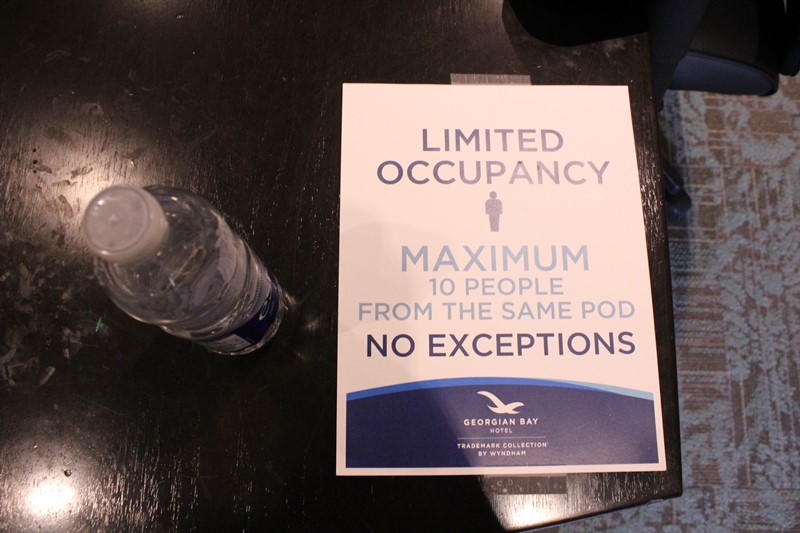 LIMITED
OCCUPANCY
MAXIMUM
10 PEOPLE
FROM THE SAME POD
NO EXCEPTIONS
GEORGIAN BAY
HOTEL
TRADEMARK COLLECTION®
BY WYNDHAM